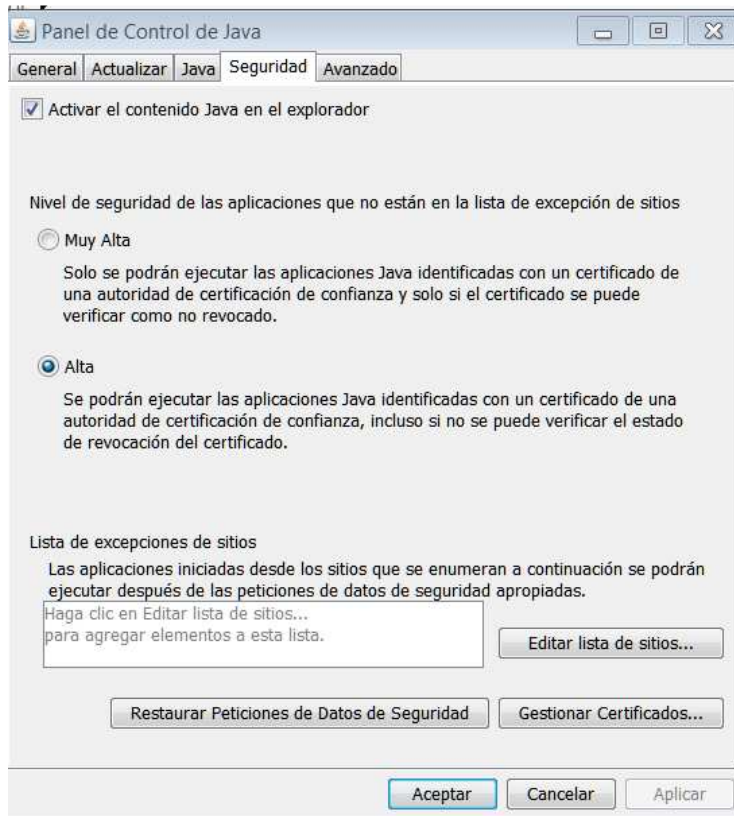 Panel de Control de Java
General Actualizar Java Seguridad Avanzado
Activar el contenido Java en el explorador
Nivel de seguridad de las aplicaciones que no están en la lista de excepción de sitios
Muy Alta
Solo se podrán ejecutar las aplicaciones Java identificadas con un certificado de
una autoridad de certificación de confianza y solo si el certificado se puede
verificar como no revocado.
Alta
Se podrán ejecutar las aplicaciones Java identificadas con un certificado de una
autoridad de certificación de confianza, incluso si no se puede verificar el estado
de revocación del certificado.
Lista de excepciones de sitios
Las aplicaciones iniciadas desde los sitios que se enumeran a continuación se podrán
ejecutar después de las peticiones de datos de seguridad apropiadas.
Haga clic en Editar lista de sitios...
para agregar elementos a esta lista.
Editar lista de sitios...
Restaurar Peticiones de Datos de Seguridad Gestionar Certificados...
Aceptar Cancelar Aplicar